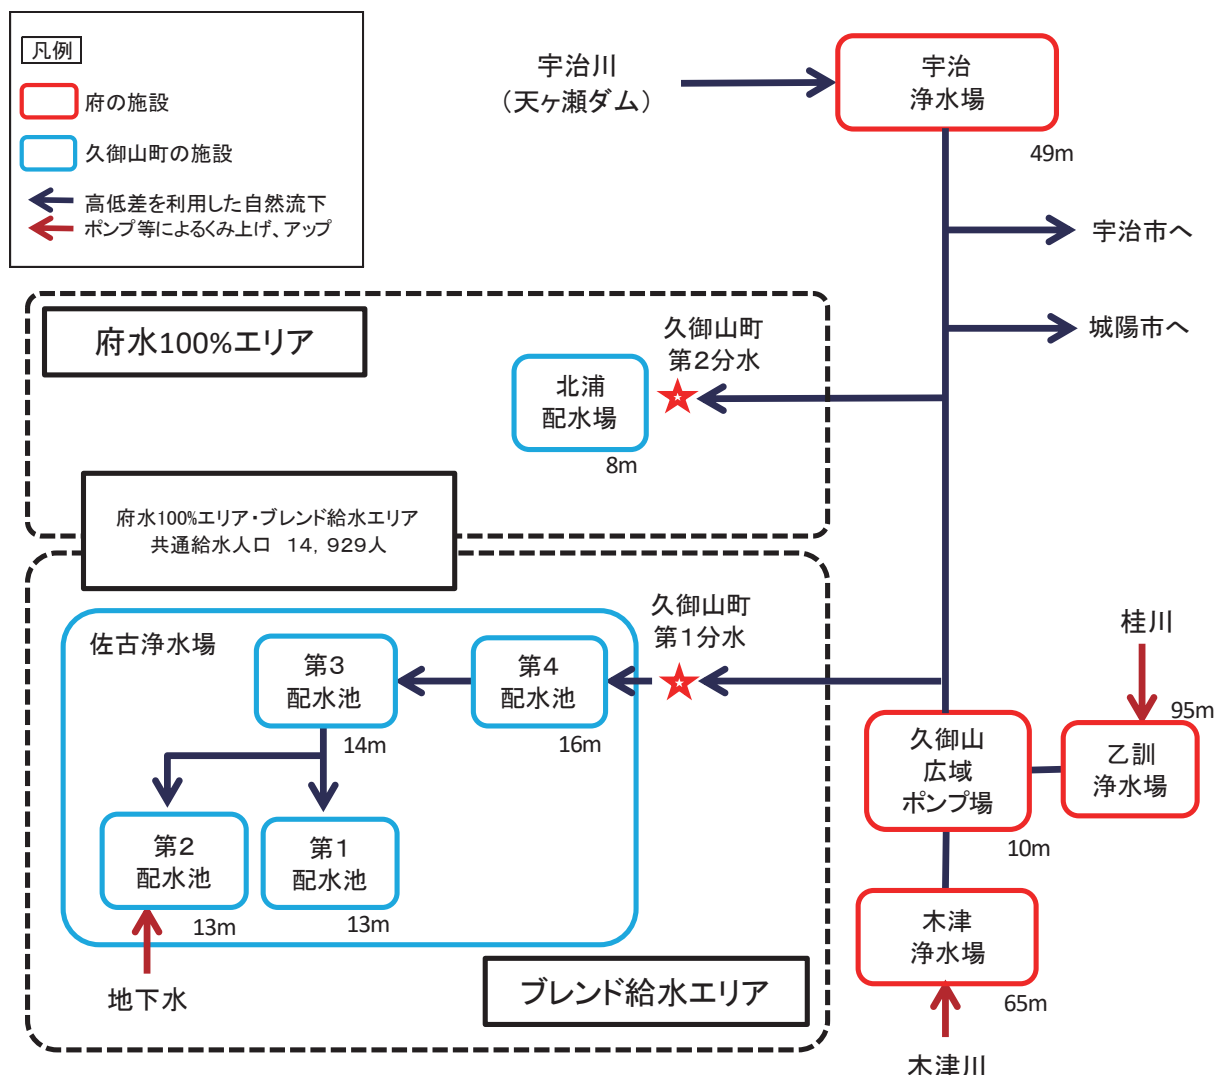 凡例
府の施設
久御山町の施設
高低差を利用した自然流下
ポンプ等によるくみ上げ、アップ
宇治川
（天ヶ瀬ダム）
宇治
浄水場
49m
宇治市へ
城陽市へ
府水100%エリア
久御山町
第２分水
北浦
配水場
8m
府水100%エリア・ブレンド給水エリア
共通給水人口　14，929人
久御山町
第１分水
佐古浄水場
第３
配水池
14m
第４
配水池
16m
第２
配水池
13m
第１
配水池
13m
地下水
ブレンド給水エリア
桂川
95m
乙訓
浄水場
久御山
広域
ポンプ場
10m
木津
浄水場
65m
木津川